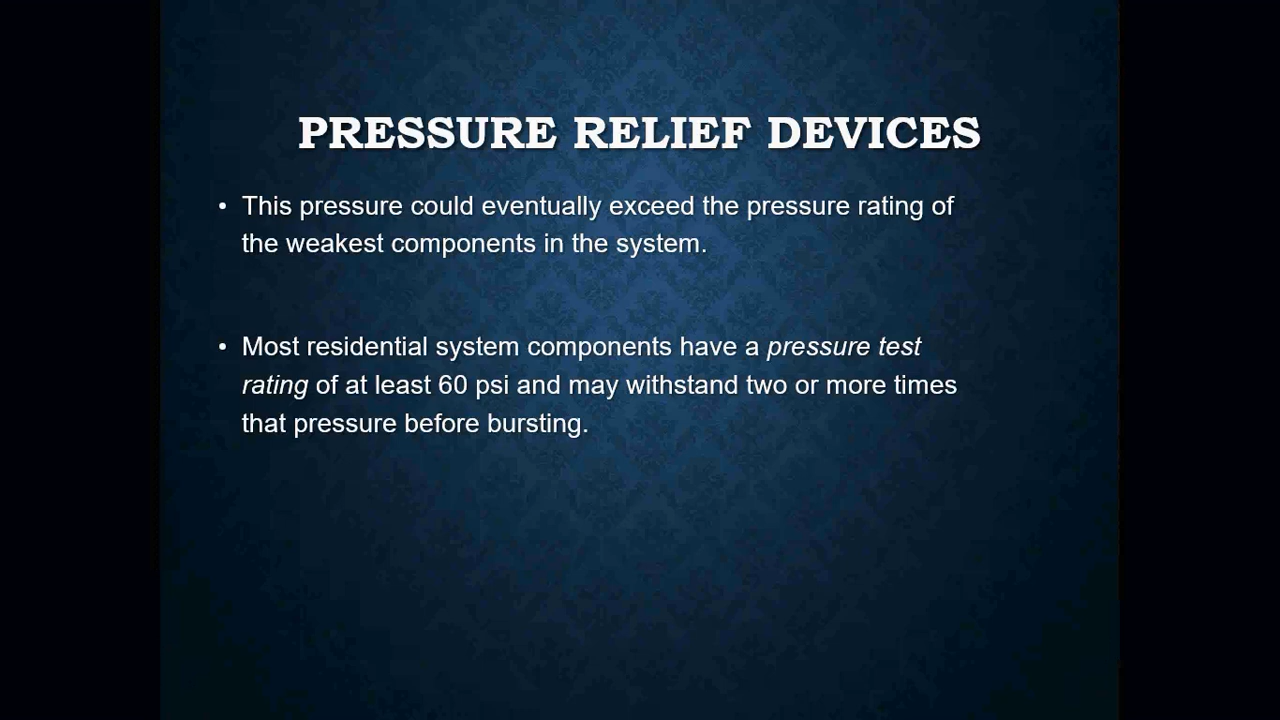 PRESSURE RELIEF DEVICES
• This pressure could eventually exceed the pressure rating of
the weakest components in the system.
• Most residential system components have a pressure test
rating of at least 60 psi and may withstand two or more times
that pressure before bursting.